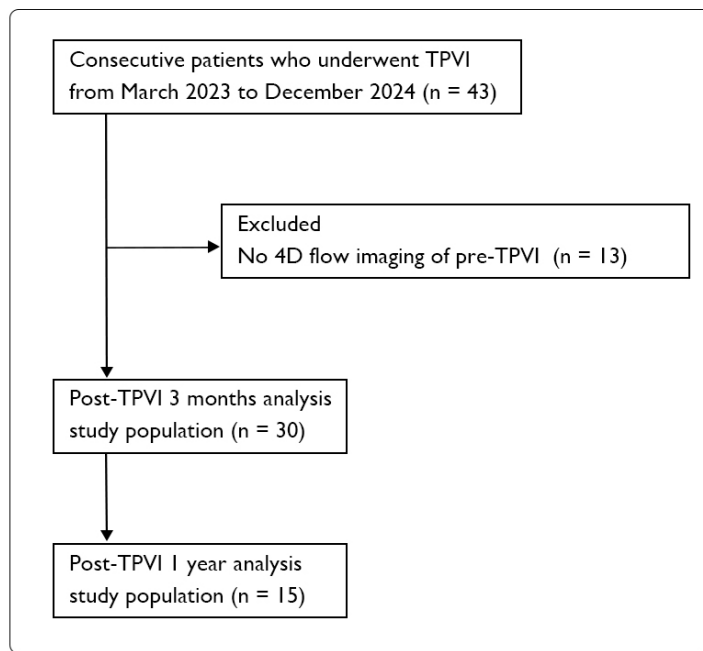 Consecutive patients who underwent TPVI
from March 2023 to December 2024 (n = 43)
Excluded
No 4D flow imaging of pre-TPVI (n = 13)
Post-TPVI 3 months analysis
study population (n = 30)
Post-TPVI 1 year analysis
study population (n = 15)